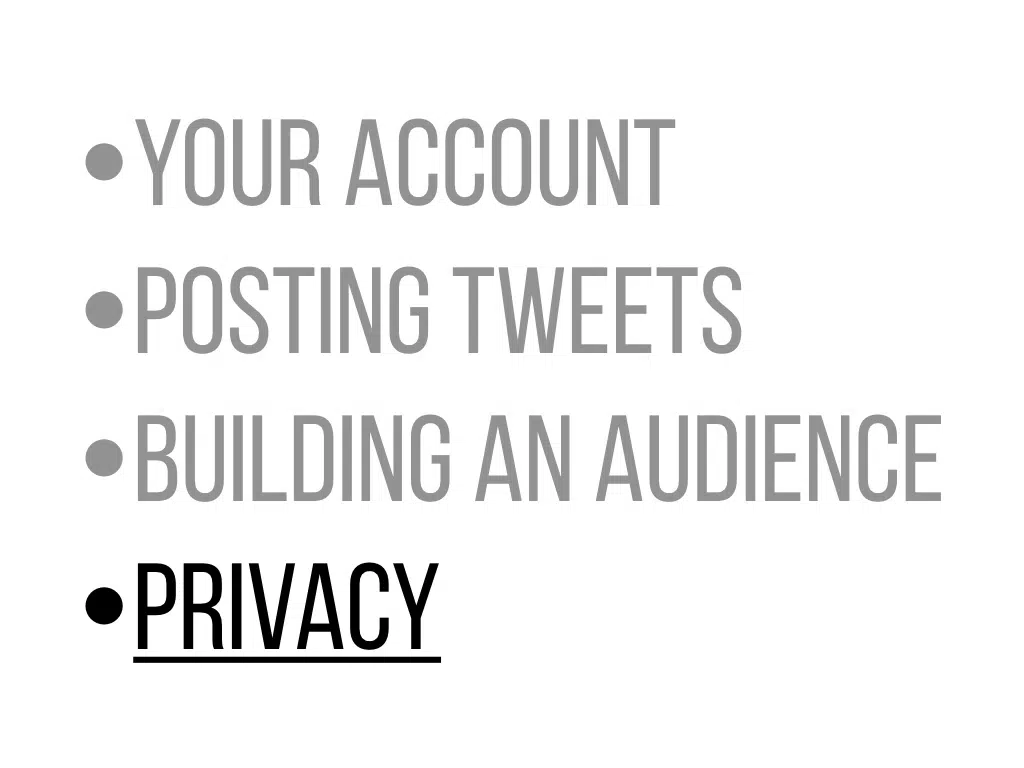 •YOUR ACCOUNT
•POSTING TWEETS
•BUILDING AN AUDIENCE
•PRIVACY